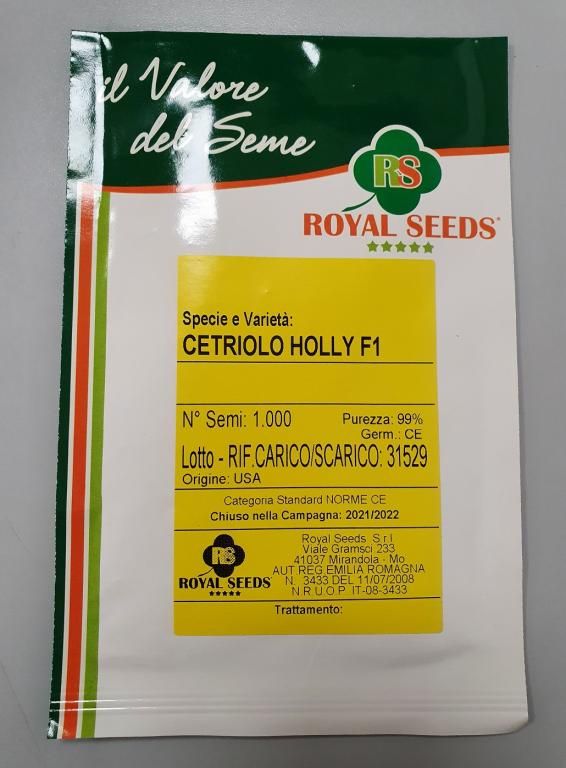 il Valore
del Seme
RS
ROYAL SEEDS®
Specie e Varietà:
CETRIOLO HOLLY F1
N° Semi: 1.000 Purezza: 99%
Germ.: CE
Lotto - RIF.CARICO/SCARICO: 31529
Origine: USA
Categoria Standard NORME CE
Chiuso nella Campagna: 2021/2022
Royal Seeds S.r.l
Viale Gramsci 233
41037 Mirandola - Mo
AUT REG EMILIA ROMAGNA
N. 3433 DEL 11/07/2008
N R U O P IT-08-3433
RS
ROYAL SEEDS
Trattamento: